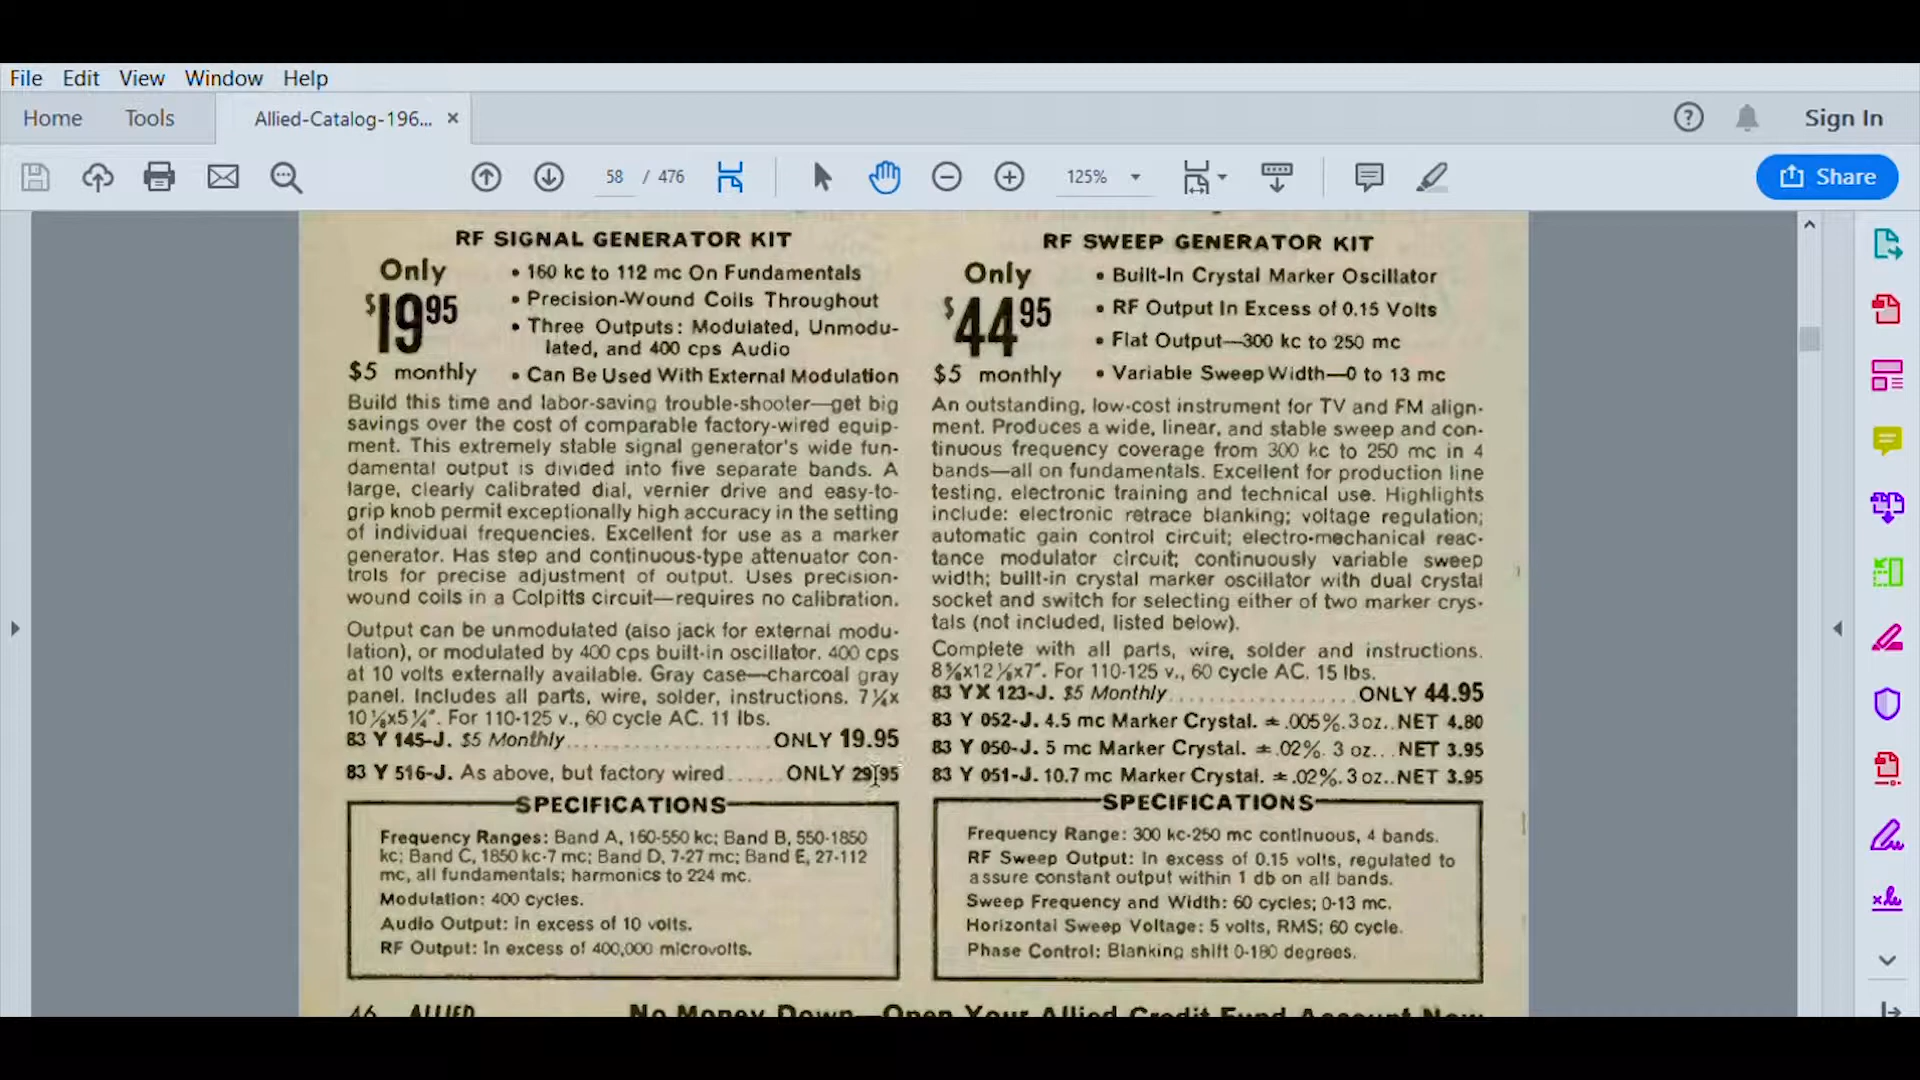 File Edit View Window Help
Home Tools Allied-Catalog-196... × Sign In
58 / 476 125% Share
RF SIGNAL GENERATOR KIT
Only
$19 95
$5 monthly
• 160 kc to 112 mc On Fundamentals
• Precision-Wound Coils Throughout
• Three Outputs: Modulated, Unmodu-
lated, and 400 cps Audio
• Can Be Used With External Modulation
Build this time and labor-saving trouble-shooter—get big
savings over the cost of comparable factory-wired equip-
ment. This extremely stable signal generator's wide fun-
damental output is divided into five separate bands. A
large, clearly calibrated dial, vernier drive and easy-to-
grip knob permit exceptionally high accuracy in the setting
of individual frequencies. Excellent for use as a marker
generator. Has step and continuous-type attenuator con-
trols for precise adjustment of output. Uses precision-
wound coils in a Colpitts circuit—requires no calibration.
Output can be unmodulated (also jack for external modu-
lation), or modulated by 400 cps built-in oscillator. 400 cps
at 10 volts externally available. Gray case—charcoal gray
panel. Includes all parts, wire, solder, instructions. 7¼x
10⅛x5¼". For 110-125 v., 60 cycle AC. 11 lbs.
83 Y 145-J. $5 Monthly................ONLY 19.95
83 Y 516-J. As above, but factory wired......ONLY 29.95
SPECIFICATIONS
Frequency Ranges: Band A, 160-550 kc; Band B, 550-1850
kc; Band C, 1850 kc-7 mc; Band D, 7-27 mc; Band E, 27-112
mc, all fundamentals; harmonics to 224 mc.
Modulation: 400 cycles.
Audio Output: In excess of 10 volts.
RF Output: In excess of 400,000 microvolts.
RF SWEEP GENERATOR KIT
Only
$44 95
$5 monthly
• Built-In Crystal Marker Oscillator
• RF Output In Excess of 0.15 Volts
• Flat Output—300 kc to 250 mc
• Variable Sweep Width—0 to 13 mc
An outstanding, low-cost instrument for TV and FM align-
ment. Produces a wide, linear, and stable sweep and con-
tinuous frequency coverage from 300 kc to 250 mc in 4
bands—all on fundamentals. Excellent for production line
testing, electronic training and technical use. Highlights
include: electronic retrace blanking; voltage regulation;
automatic gain control circuit; electro-mechanical reac-
tance modulator circuit; continuously variable sweep
width; built-in crystal marker oscillator with dual crystal
socket and switch for selecting either of two marker crys-
tals (not included, listed below).
Complete with all parts, wire, solder and instructions.
8⅝x12⅛x7". For 110-125 v., 60 cycle AC. 15 lbs.
83 YX 123-J. $5 Monthly................ONLY 44.95
83 Y 052-J. 4.5 mc Marker Crystal. ±.005%. 3 oz..NET 4.80
83 Y 050-J. 5 mc Marker Crystal. ±.02%. 3 oz...NET 3.95
83 Y 051-J. 10.7 mc Marker Crystal. ±.02%. 3 oz..NET 3.95
SPECIFICATIONS
Frequency Range: 300 kc-250 mc continuous, 4 bands.
RF Sweep Output: In excess of 0.15 volts, regulated to
assure constant output within 1 db on all bands.
Sweep Frequency and Width: 60 cycles; 0-13 mc.
Horizontal Sweep Voltage: 5 volts, RMS; 60 cycle.
Phase Control: Blanking shift 0-180 degrees.
46 ALLIED No Money Down—Open Your Allied Credit Fund Account Now